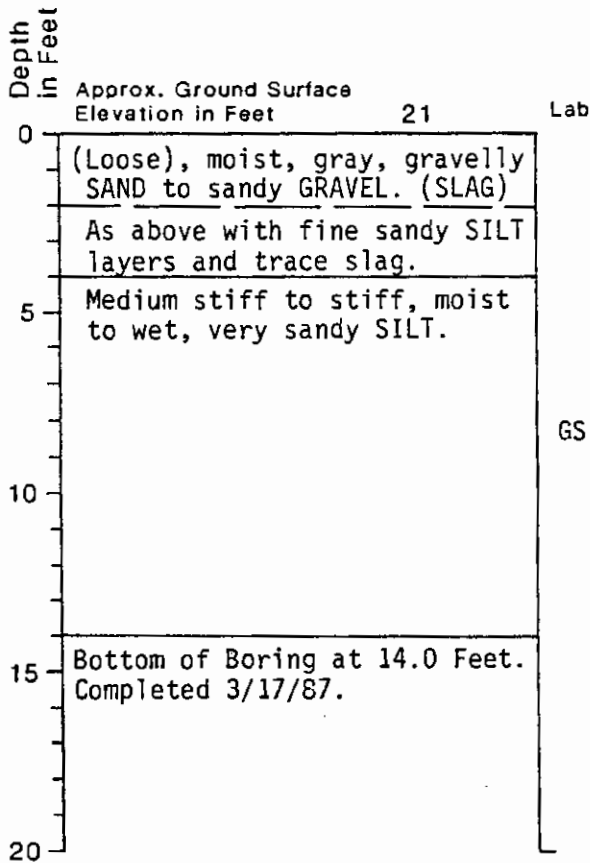 Depth
in Feet
Approx. Ground Surface
Elevation in Feet 21 Lab
0
(Loose), moist, gray, gravelly
SAND to sandy GRAVEL. (SLAG)
As above with fine sandy SILT
layers and trace slag.
5
Medium stiff to stiff, moist
to wet, very sandy SILT.
GS
10
15
Bottom of Boring at 14.0 Feet.
Completed 3/17/87.
20